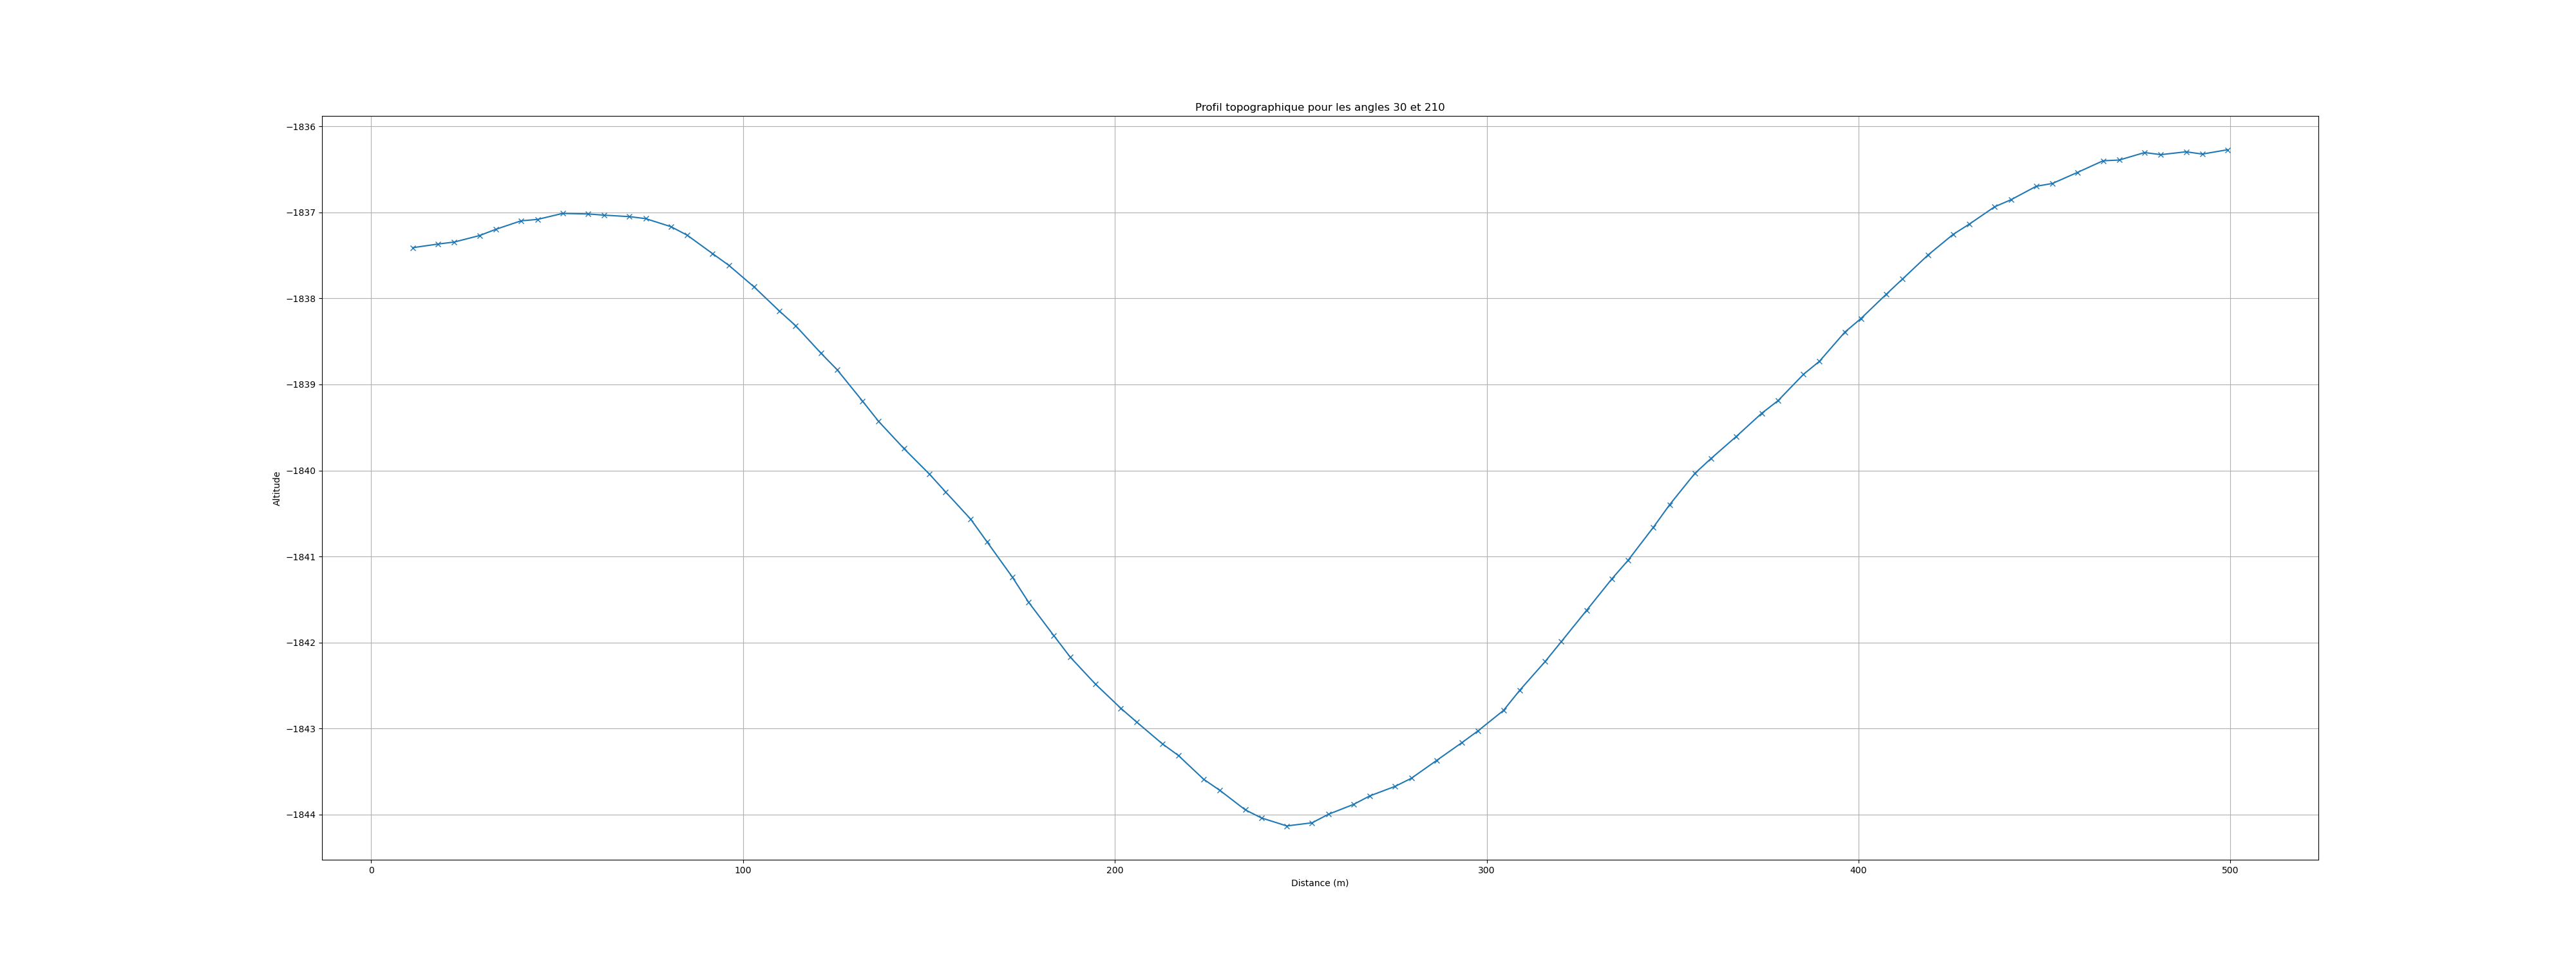 Profil topographique pour les angles 30 et 210
−1836
−1837
−1838
−1839
−1840
−1841
−1842
−1843
−1844
Altitude
0 100 200 300 400 500
Distance (m)